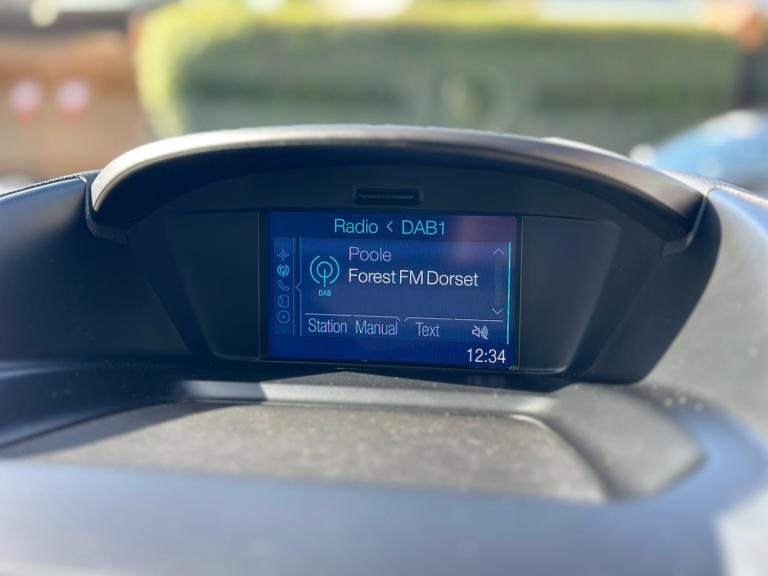 Radio < DAB1
Poole
Forest FM Dorset
DAB
Station Manual Text
12:34